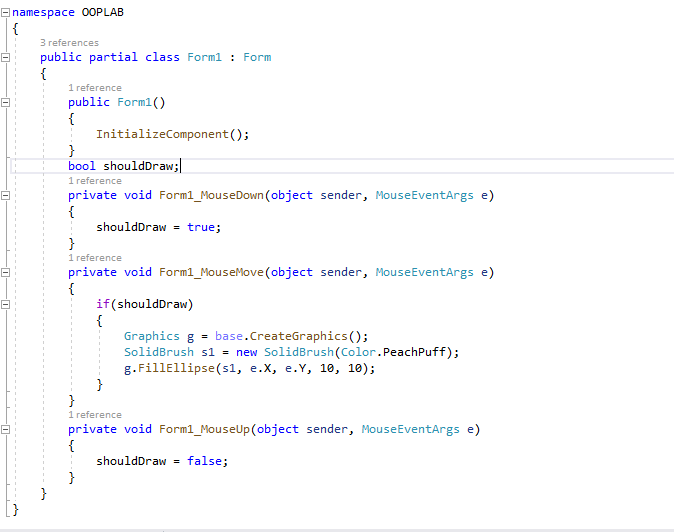 namespace OOPLAB
{
3 references
public partial class Form1 : Form
{
1 reference
public Form1()
{
InitializeComponent();
}
bool shouldDraw;
1 reference
private void Form1_MouseDown(object sender, MouseEventArgs e)
{
shouldDraw = true;
}
1 reference
private void Form1_MouseMove(object sender, MouseEventArgs e)
{
if(shouldDraw)
{
Graphics g = base.CreateGraphics();
SolidBrush s1 = new SolidBrush(Color.PeachPuff);
g.FillEllipse(s1, e.X, e.Y, 10, 10);
}
}
1 reference
private void Form1_MouseUp(object sender, MouseEventArgs e)
{
shouldDraw = false;
}
}
}